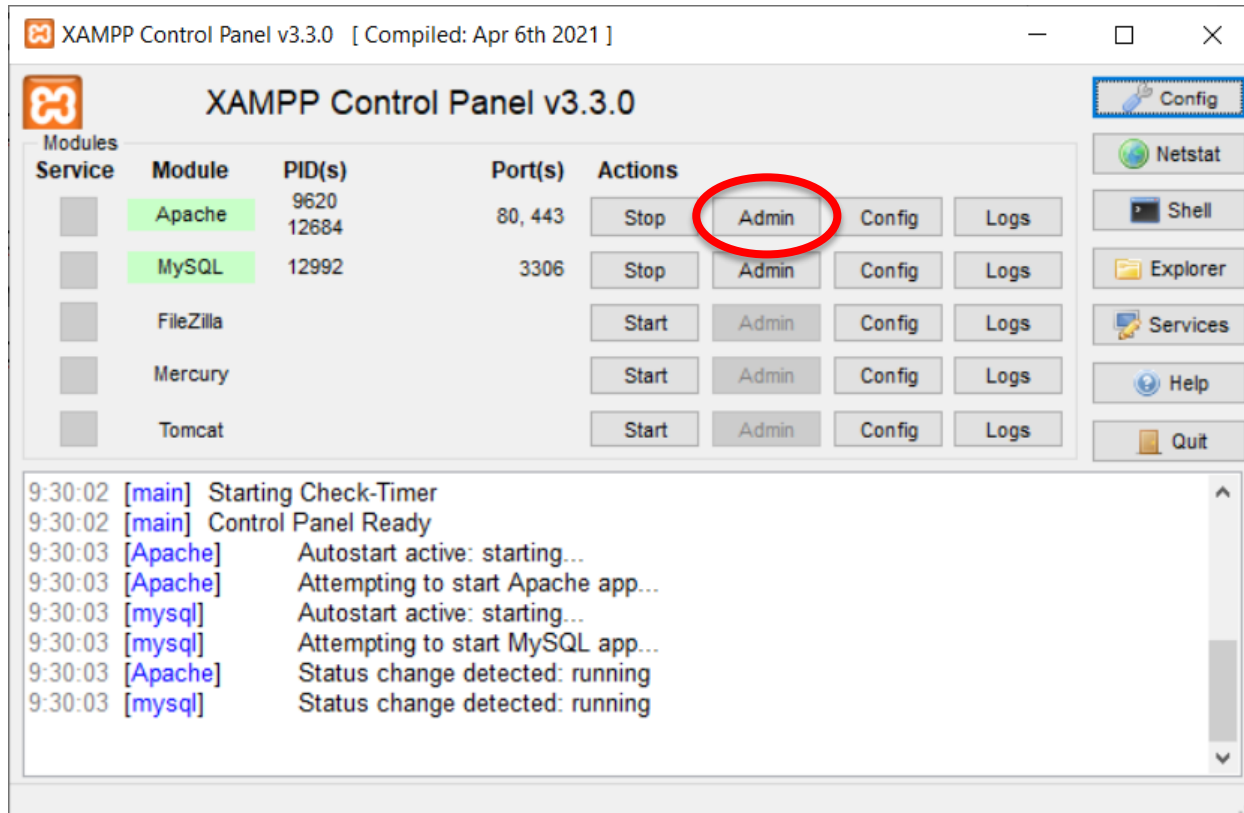 XAMPP Control Panel v3.3.0 [ Compiled: Apr 6th 2021 ]
XAMPP Control Panel v3.3.0
Config
Modules
Service Module PID(s) Port(s) Actions
Netstat
Apache 9620 12684 80, 443 Stop Admin Config Logs
Shell
MySQL 12992 3306 Stop Admin Config Logs
Explorer
FileZilla Start Admin Config Logs
Services
Mercury Start Admin Config Logs
Help
Tomcat Start Admin Config Logs
Quit
9:30:02 [main] Starting Check-Timer
9:30:02 [main] Control Panel Ready
9:30:03 [Apache] Autostart active: starting...
9:30:03 [Apache] Attempting to start Apache app...
9:30:03 [mysql] Autostart active: starting...
9:30:03 [mysql] Attempting to start MySQL app...
9:30:03 [Apache] Status change detected: running
9:30:03 [mysql] Status change detected: running